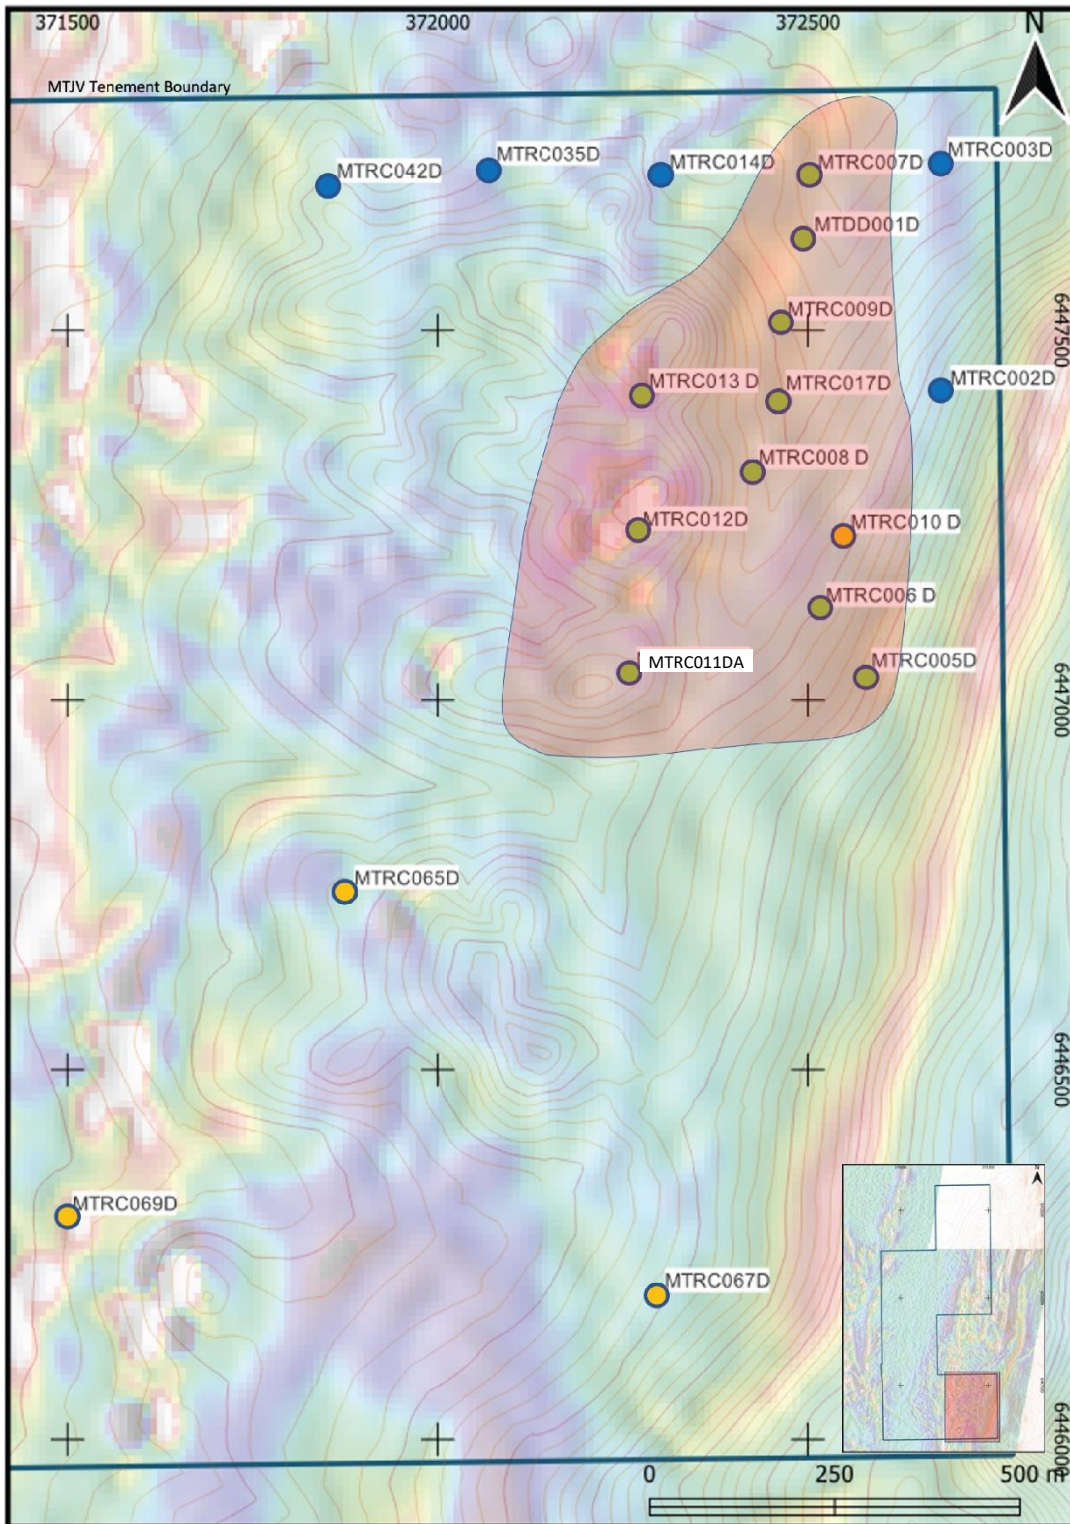 371500
372000
372500
N
MTJV Tenement Boundary
MTRC042D
MTRC035D
MTRC014D
MTRC007D
MTRC003D
MTDD001D
MTRC009D
6447500
MTRC013 D
MTRC017D
MTRC002D
MTRC008 D
MTRC012D
MTRC010 D
MTRC006 D
MTRC011DA
MTRC005D
6447000
MTRC065D
6446500
MTRC069D
MTRC067D
N
6446000
0
250
500 m